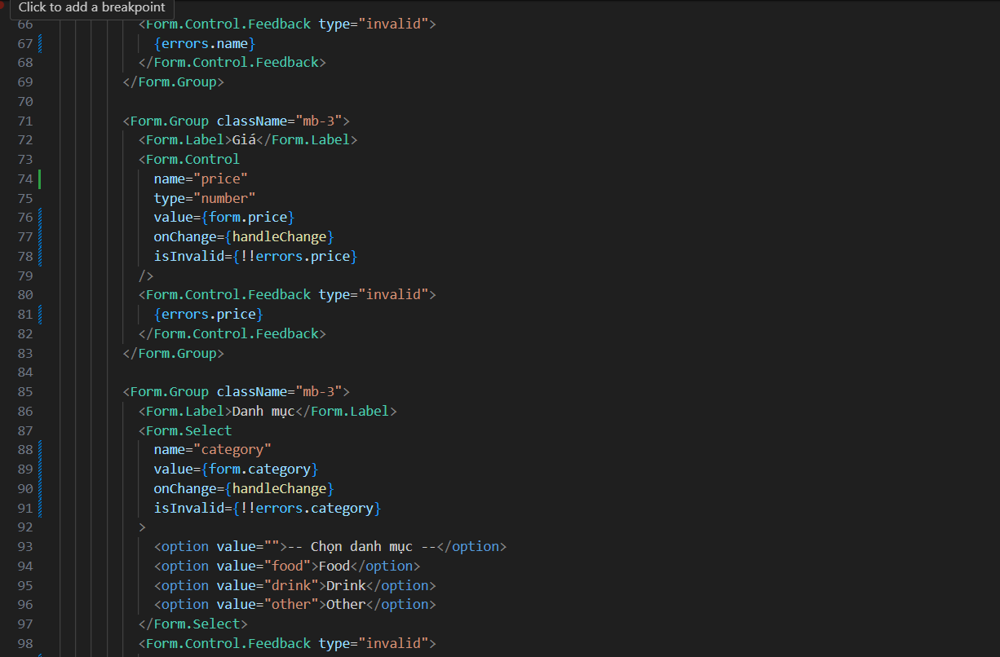 Click to add a breakpoint
66 <Form.Control.Feedback type="invalid">
67 {errors.name}
68 </Form.Control.Feedback>
69 </Form.Group>
70
71 <Form.Group className="mb-3">
72 <Form.Label>Giá</Form.Label>
73 <Form.Control
74 name="price"
75 type="number"
76 value={form.price}
77 onChange={handleChange}
78 isInvalid={!!errors.price}
79 />
80 <Form.Control.Feedback type="invalid">
81 {errors.price}
82 </Form.Control.Feedback>
83 </Form.Group>
84
85 <Form.Group className="mb-3">
86 <Form.Label>Danh mục</Form.Label>
87 <Form.Select
88 name="category"
89 value={form.category}
90 onChange={handleChange}
91 isInvalid={!!errors.category}
92 >
93 <option value="">-- Chọn danh mục --</option>
94 <option value="food">Food</option>
95 <option value="drink">Drink</option>
96 <option value="other">Other</option>
97 </Form.Select>
98 <Form.Control.Feedback type="invalid">